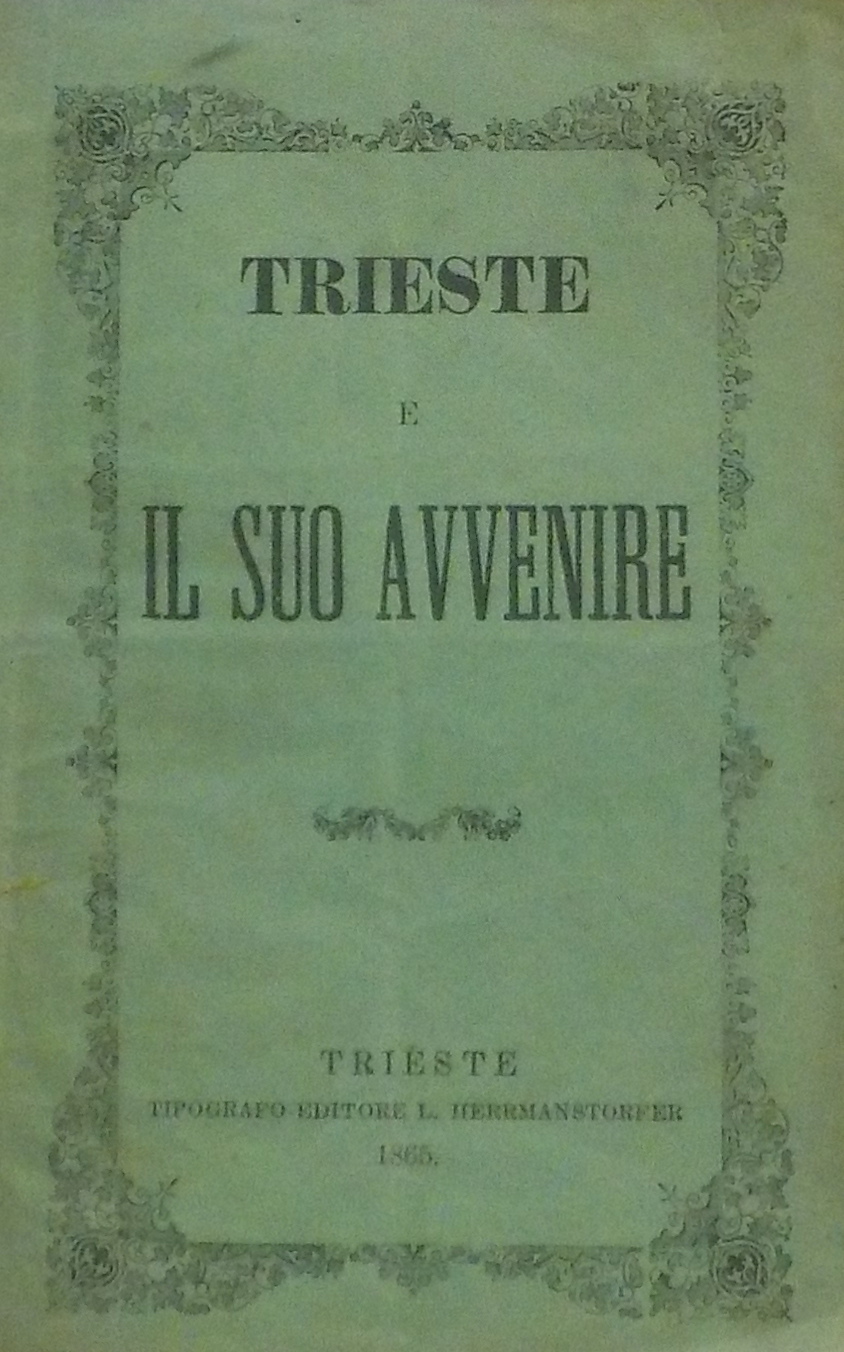 TRIESTE
E
IL SUO AVVENIRE
TRIESTE
TIPOGRAFO EDITORE L. HERRMANSTORFER
1865.